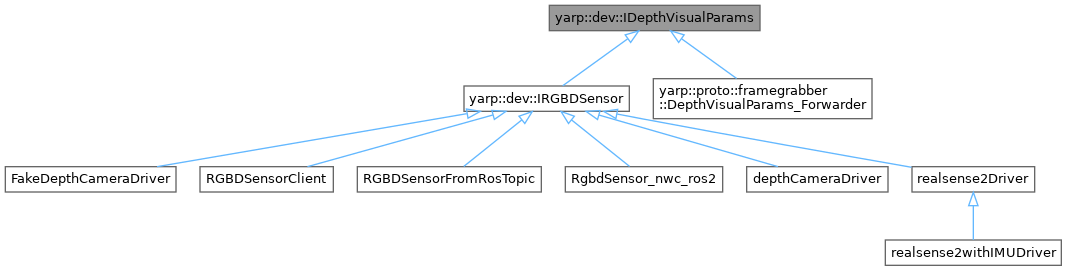 yarp::dev::IDepthVisualParams
yarp::dev::IRGBDSensor
yarp::proto::framegrabber
::DepthVisualParams_Forwarder
FakeDepthCameraDriver
RGBDSensorClient
RGBDSensorFromRosTopic
RgbdSensor_nwc_ros2
depthCameraDriver
realsense2Driver
realsense2withIMUDriver